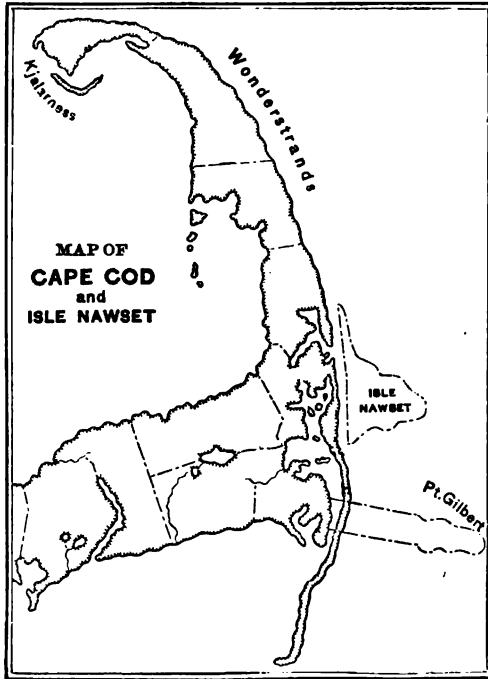 Kjalarness
Wonderstrands
MAP OF
CAPE COD
and
ISLE NAWSET
ISLE
NAWSET
Pt. Gilbert